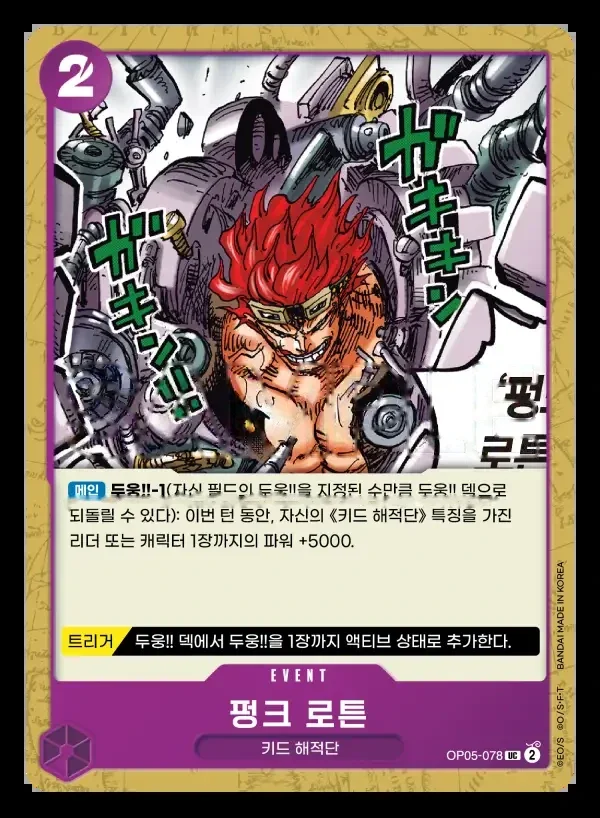 2
ガキキン
ガキキンッ!!
'펑
로튼
메인 두웅!!-1(자신 필드의 두웅!!을 지정된 수만큼 두웅!! 덱으로
되돌릴 수 있다): 이번 턴 동안, 자신의 《키드 해적단》 특징을 가진
리더 또는 캐릭터 1장까지의 파워 +5000.
트리거 두웅!! 덱에서 두웅!!을 1장까지 액티브 상태로 추가한다.
EVENT
펑크 로튼
키드 해적단
OP05-078 UC 2
©EO/S ©O/S·F·T BANDAI MADE IN KOREA